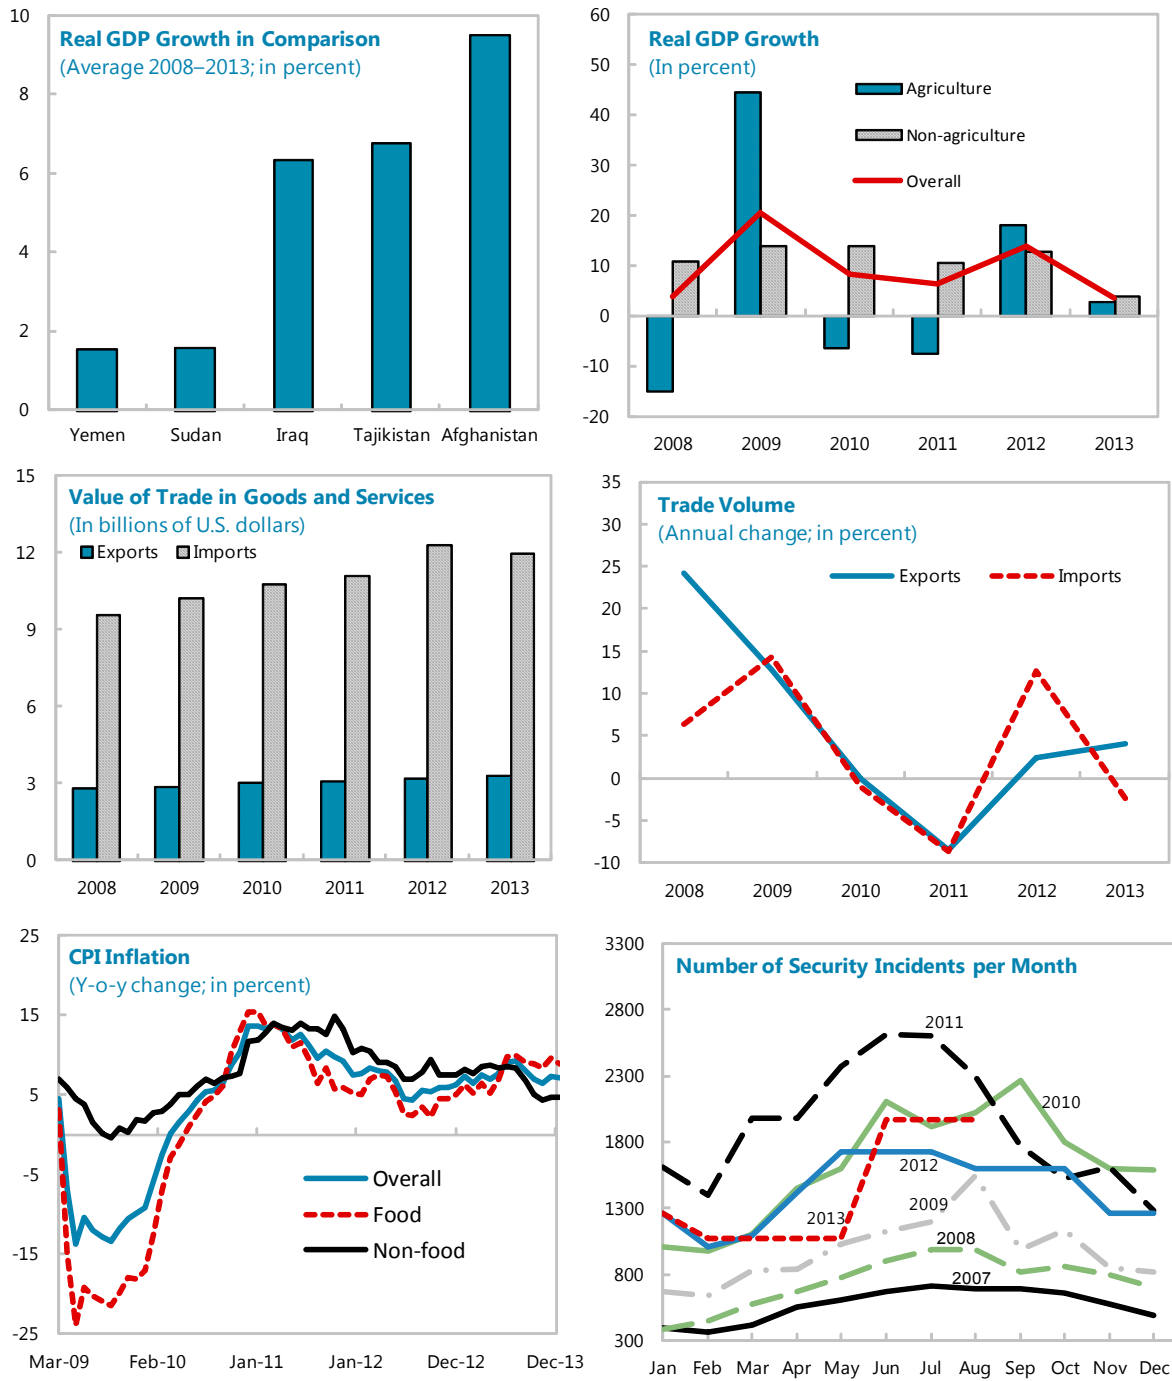 Real GDP Growth in Comparison
(Average 2008–2013; in percent)
10
8
6
4
2
0
Yemen Sudan Iraq Tajikistan Afghanistan
Real GDP Growth
(In percent)
Agriculture
Non-agriculture
Overall
60
50
40
30
20
10
0
-10
-20
2008 2009 2010 2011 2012 2013
Value of Trade in Goods and Services
(In billions of U.S. dollars)
Exports Imports
15
12
9
6
3
0
2008 2009 2010 2011 2012 2013
Trade Volume
(Annual change; in percent)
Exports Imports
35
30
25
20
15
10
5
0
-5
-10
2008 2009 2010 2011 2012 2013
CPI Inflation
(Y-o-y change; in percent)
25
15
5
-5
-15
-25
Overall
Food
Non-food
Mar-09 Feb-10 Jan-11 Jan-12 Dec-12 Dec-13
Number of Security Incidents per Month
3300
2800
2300
1800
1300
800
300
2011
2010
2012
2009
2013
2008
2007
Jan Feb Mar Apr May Jun Jul Aug Sep Oct Nov Dec